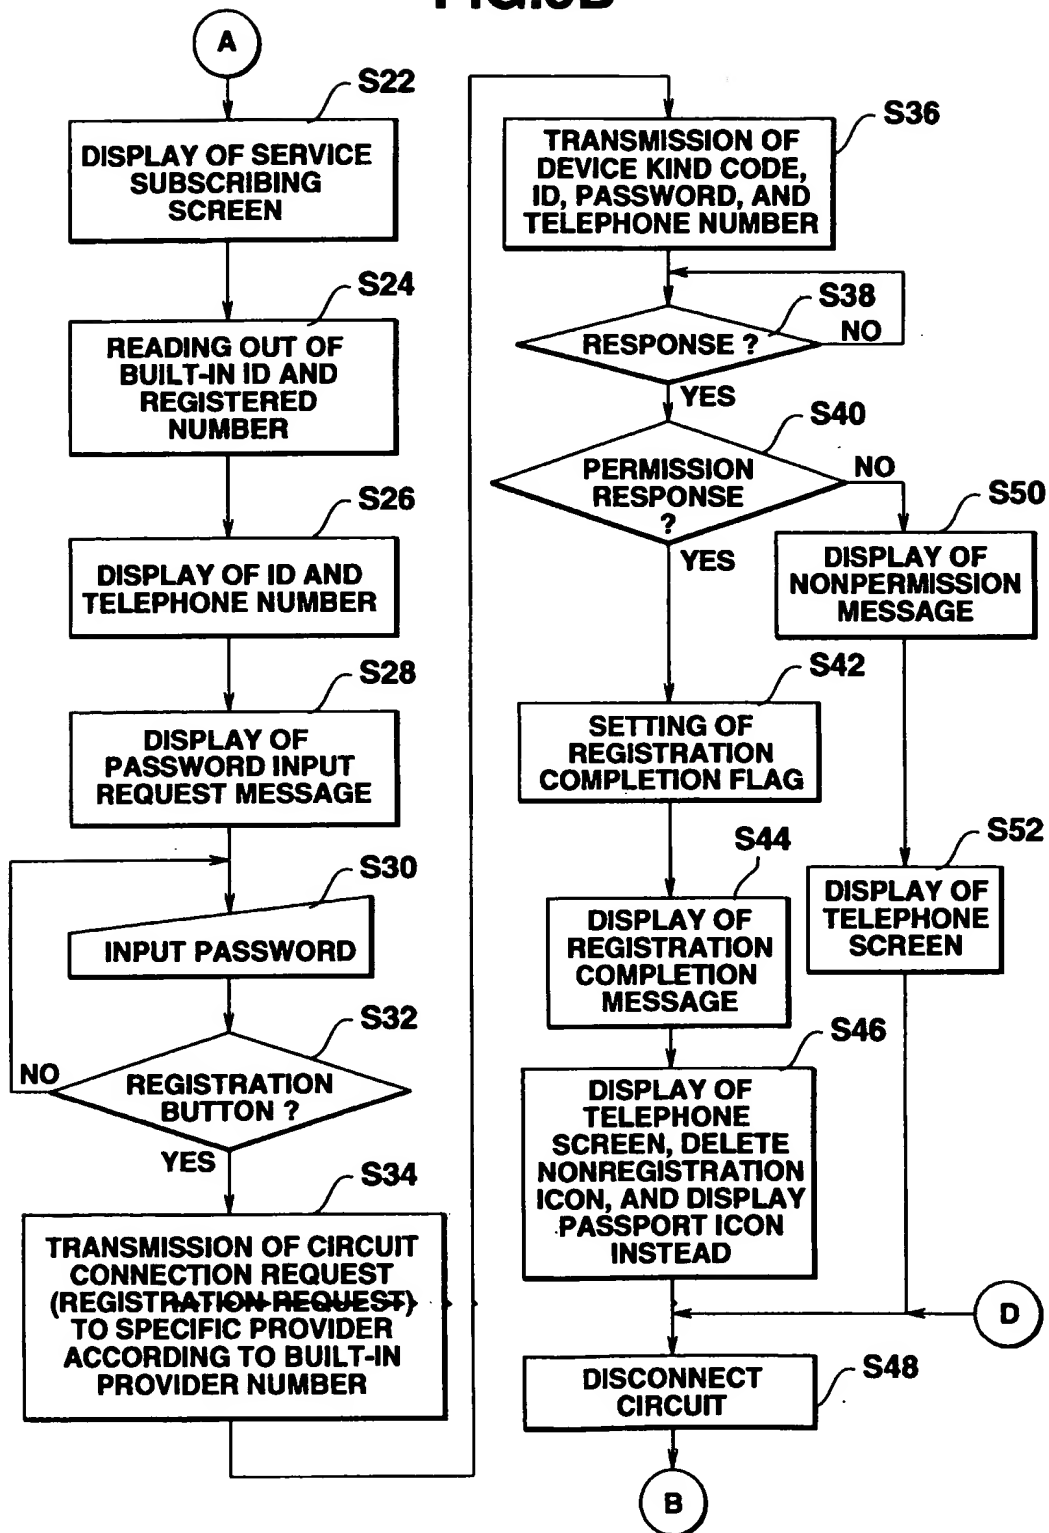 FIG.8B
A
S22
DISPLAY OF SERVICE
SUBSCRIBING
SCREEN
S24
READING OUT OF
BUILT-IN ID AND
REGISTERED
NUMBER
S26
DISPLAY OF ID AND
TELEPHONE NUMBER
S28
DISPLAY OF
PASSWORD INPUT
REQUEST MESSAGE
S30
INPUT PASSWORD
S32
NO
REGISTRATION
BUTTON ?
YES
S34
TRANSMISSION OF CIRCUIT
CONNECTION REQUEST
(REGISTRATION REQUEST)
TO SPECIFIC PROVIDER
ACCORDING TO BUILT-IN
PROVIDER NUMBER
S36
TRANSMISSION OF
DEVICE KIND CODE,
ID, PASSWORD, AND
TELEPHONE NUMBER
S38
RESPONSE ?
NO
YES
S40
PERMISSION
RESPONSE
?
NO
YES
S50
DISPLAY OF
NONPERMISSION
MESSAGE
S42
SETTING OF
REGISTRATION
COMPLETION FLAG
S52
DISPLAY OF
TELEPHONE
SCREEN
S44
DISPLAY OF
REGISTRATION
COMPLETION
MESSAGE
S46
DISPLAY OF
TELEPHONE
SCREEN, DELETE
NONREGISTRATION
ICON, AND DISPLAY
PASSPORT ICON
INSTEAD
D
S48
DISCONNECT
CIRCUIT
B